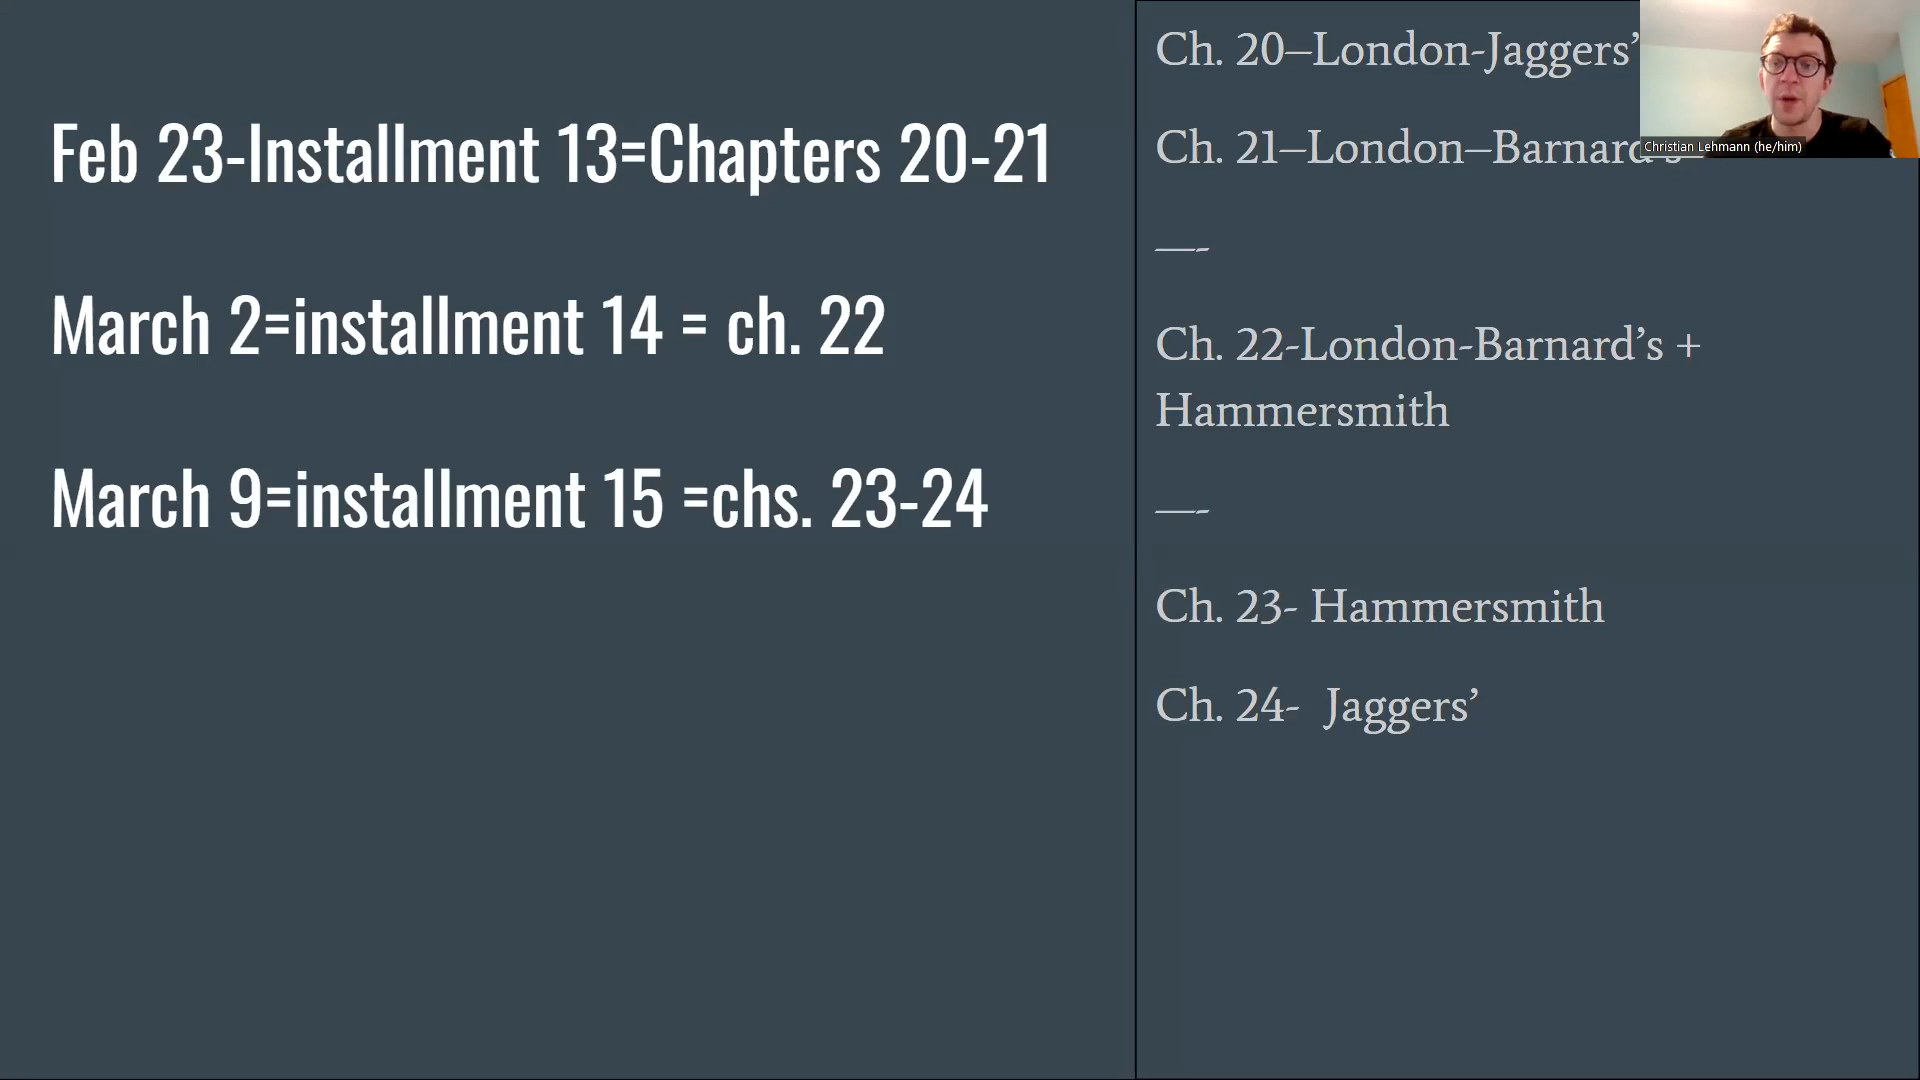 Feb 23-Installment 13=Chapters 20-21
March 2=installment 14 = ch. 22
March 9=installment 15 =chs. 23-24
Ch. 20–London-Jaggers’
Ch. 21–London–Barnard’s
—-
Ch. 22-London-Barnard’s +
Hammersmith
—-
Ch. 23- Hammersmith
Ch. 24- Jaggers’
Christian Lehmann (he/him)